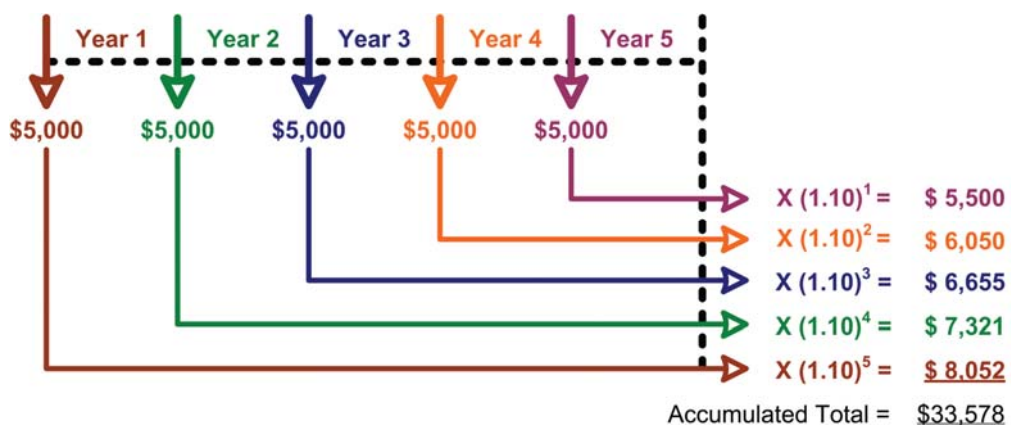 Year 1 Year 2 Year 3 Year 4 Year 5
$5,000 $5,000 $5,000 $5,000 $5,000
X (1.10)¹ = $ 5,500
X (1.10)² = $ 6,050
X (1.10)³ = $ 6,655
X (1.10)⁴ = $ 7,321
X (1.10)⁵ = $ 8,052
Accumulated Total = $33,578